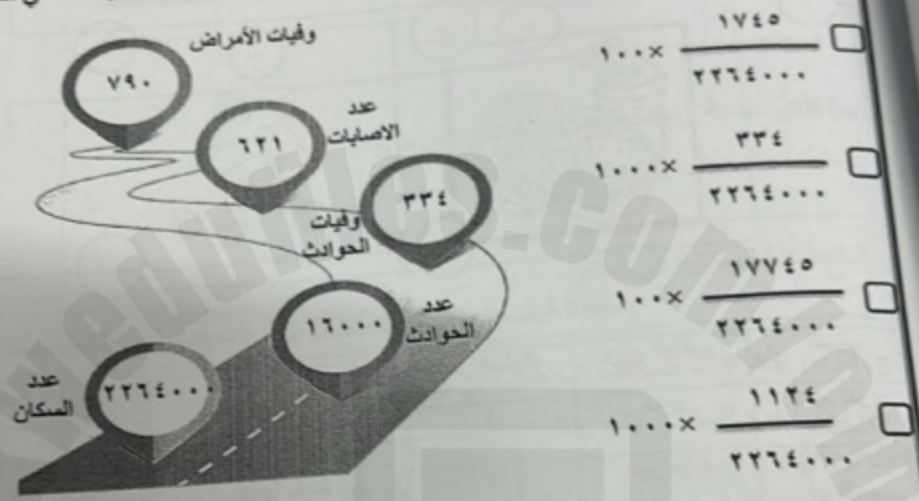 وفيات الأمراض
٧٩٠
عدد
الاصابات
٦٢١
٣٣٤
وفيات
الحوادث
عدد
الحوادث
١٦٠٠٠
عدد
السكان
٢٢٦٤٠٠٠
١٧٤٥
١٠٠×
٢٢٦٤٠٠٠
٣٣٤
١٠٠٠×
٢٢٦٤٠٠٠
١٧٧٤٥
١٠٠×
٢٢٦٤٠٠٠
١١٢٤
١٠٠٠×
٢٢٦٤٠٠٠